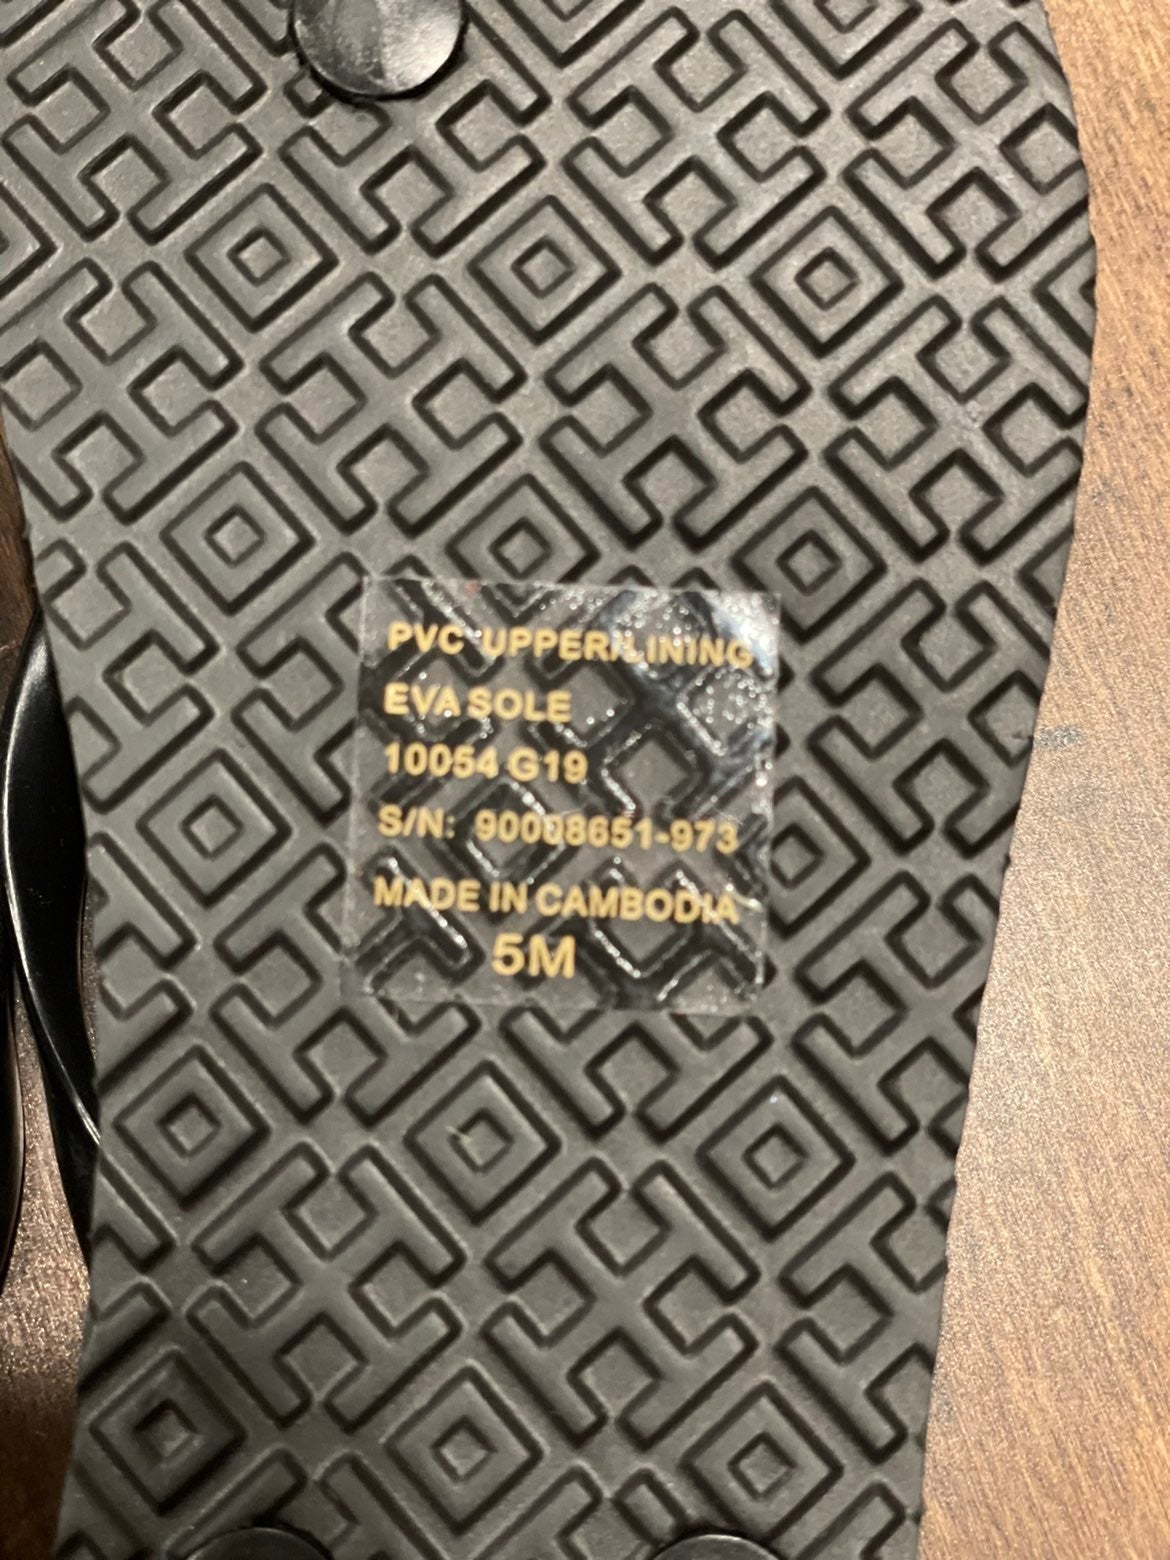 PVC UPPER/LINING
EVA SOLE
10054 G19
S/N: 90008651-973
MADE IN CAMBODIA
5M